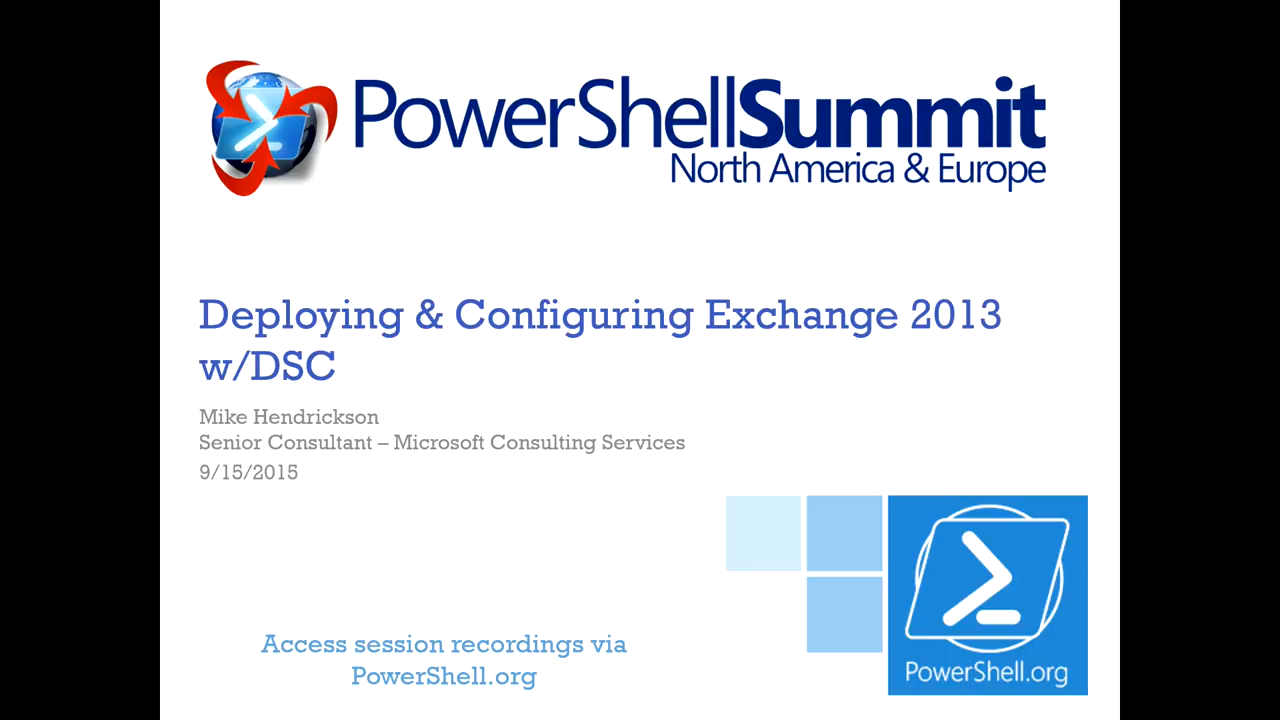 PowerShellSummit
North America & Europe
Deploying & Configuring Exchange 2013
w/DSC
Mike Hendrickson
Senior Consultant – Microsoft Consulting Services
9/15/2015
Access session recordings via
PowerShell.org
PowerShell.org